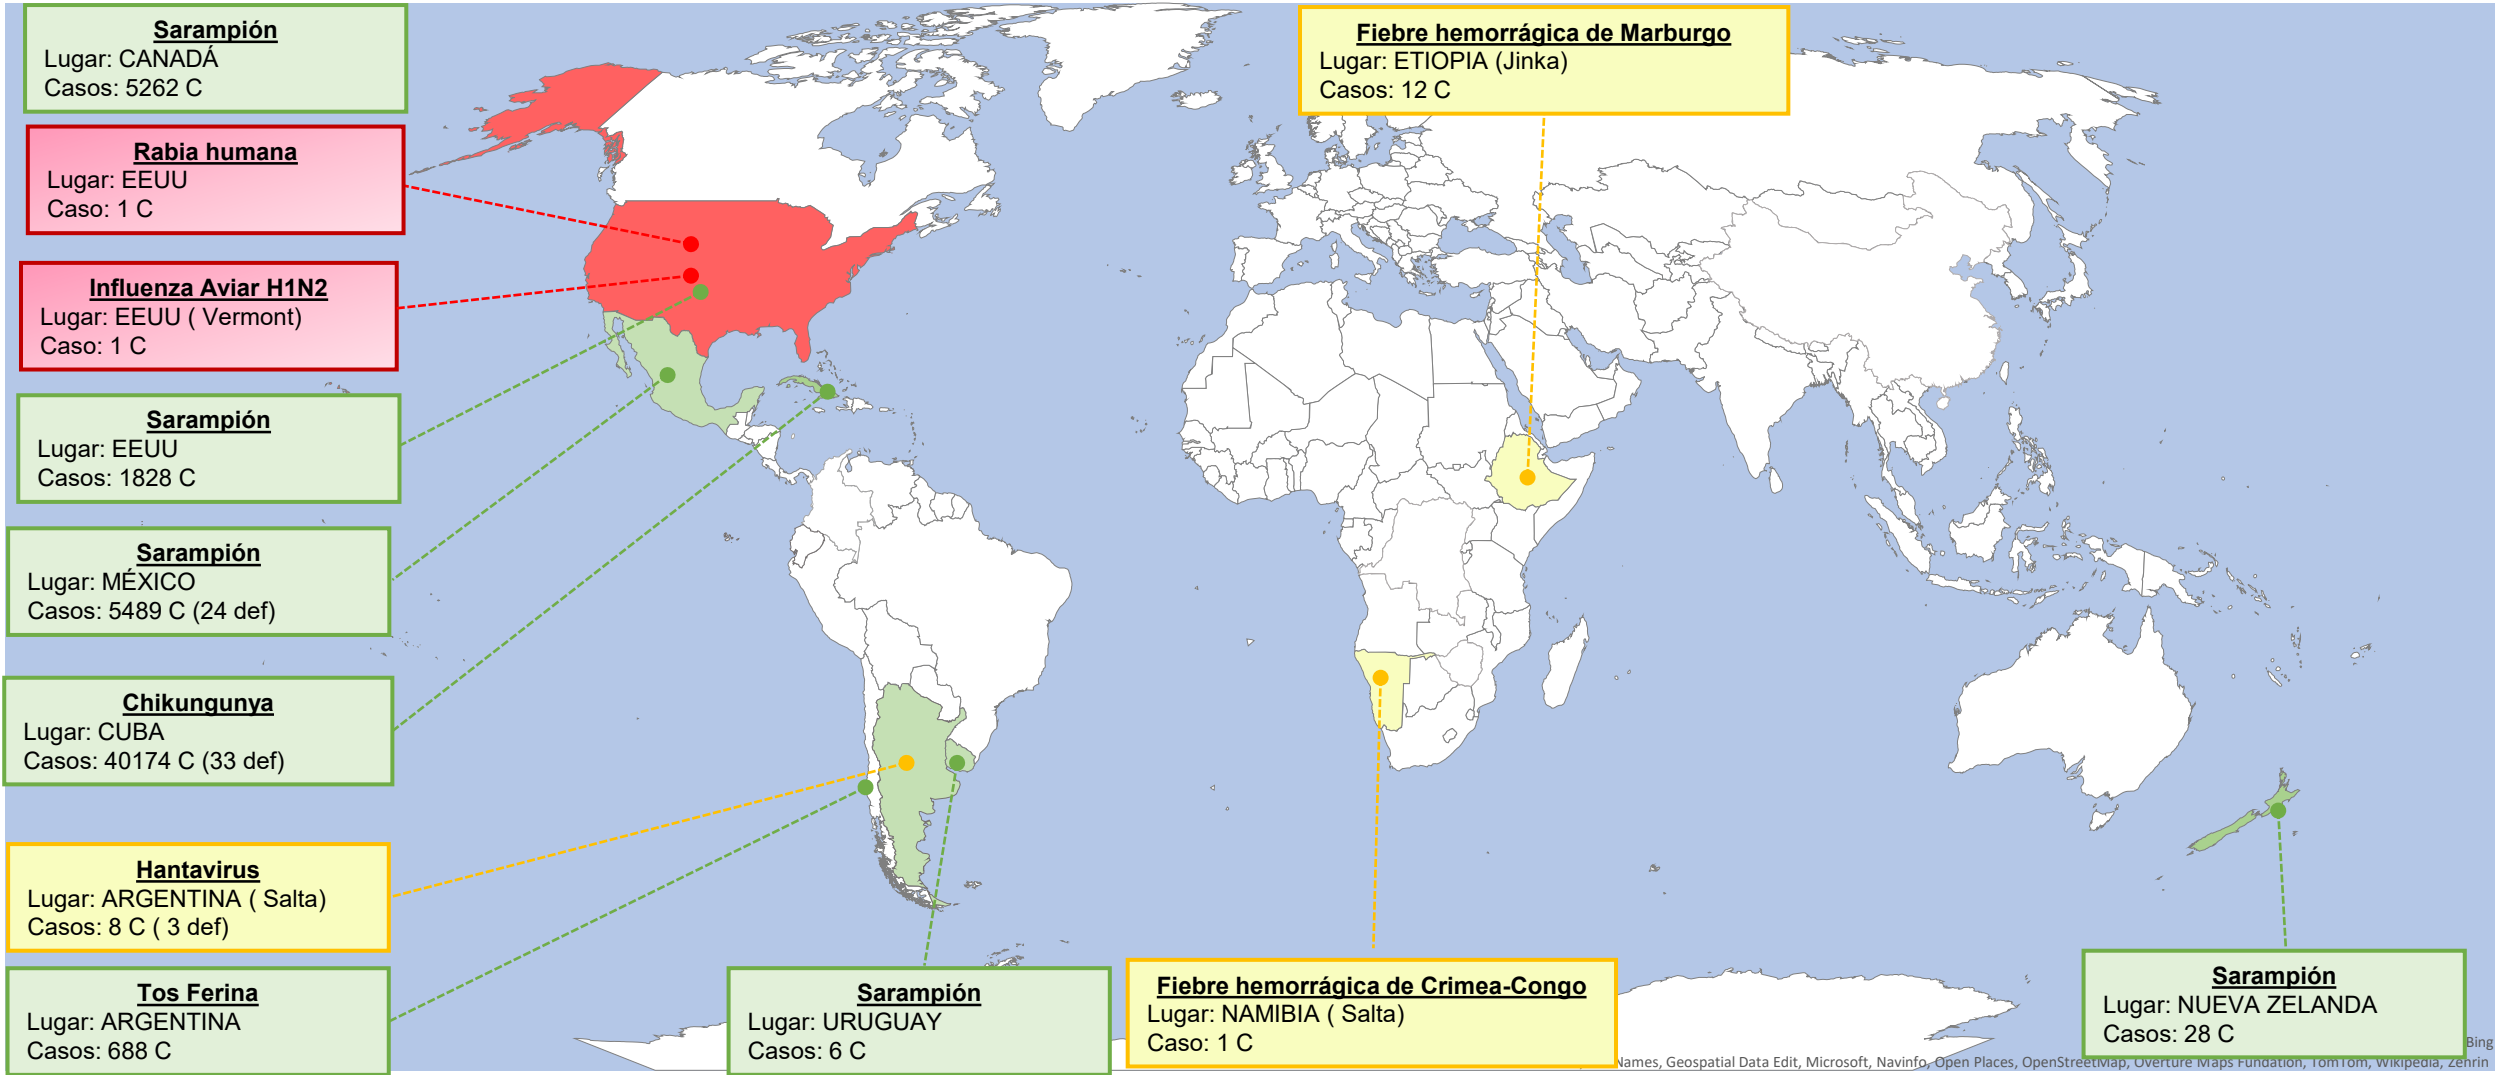 Sarampión
Lugar: CANADÁ
Casos: 5262 C
Rabia humana
Lugar: EEUU
Caso: 1 C
Influenza Aviar H1N2
Lugar: EEUU ( Vermont)
Caso: 1 C
Sarampión
Lugar: EEUU
Casos: 1828 C
Sarampión
Lugar: MÉXICO
Casos: 5489 C (24 def)
Chikungunya
Lugar: CUBA
Casos: 40174 C (33 def)
Hantavirus
Lugar: ARGENTINA ( Salta)
Casos: 8 C ( 3 def)
Tos Ferina
Lugar: ARGENTINA
Casos: 688 C
Fiebre hemorrágica de Marburgo
Lugar: ETIOPIA (Jinka)
Casos: 12 C
Sarampión
Lugar: URUGUAY
Casos: 6 C
Fiebre hemorrágica de Crimea-Congo
Lugar: NAMIBIA ( Salta)
Caso: 1 C
Sarampión
Lugar: NUEVA ZELANDA
Casos: 28 C
Bing
Names, Geospatial Data Edit, Microsoft, Navinfo, Open Places, OpenStreetMap, Overture Maps Fundation, TomTom, Wikipedia, Zenrin